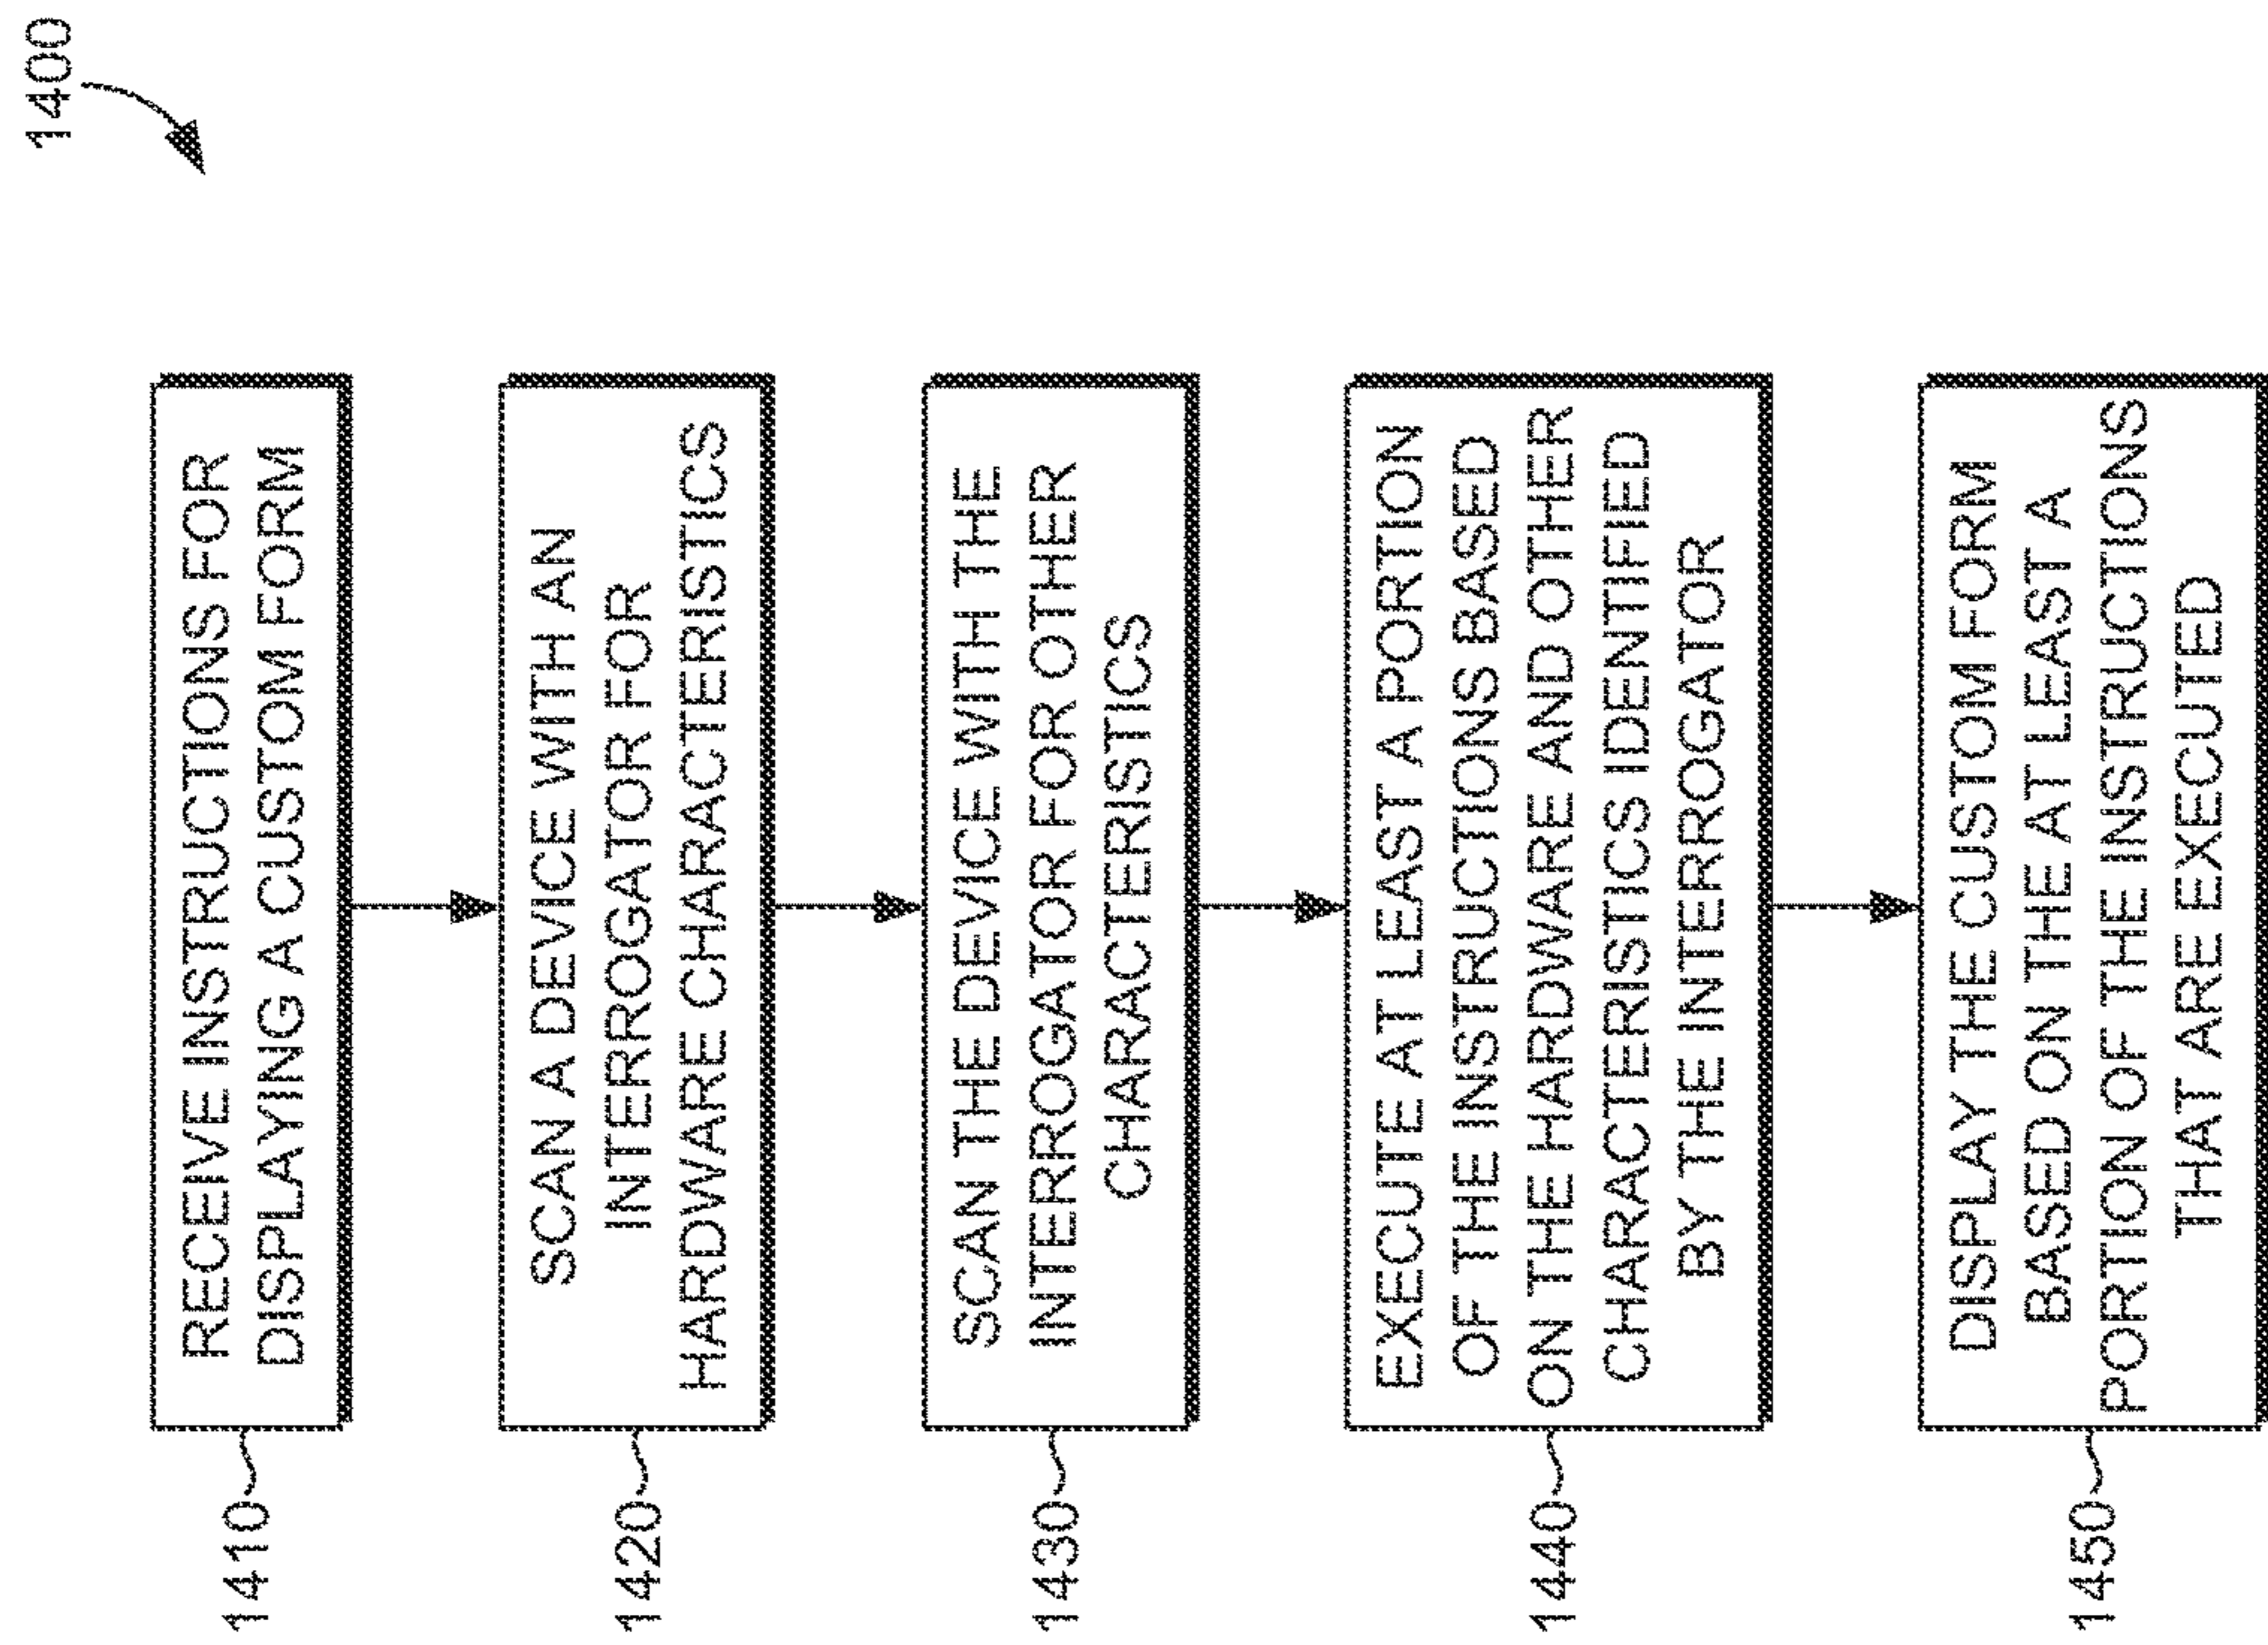 1400
1410
RECEIVE INSTRUCTIONS FOR
DISPLAYING A CUSTOM FORM
1420
SCAN A DEVICE WITH AN
INTERROGATOR FOR
HARDWARE CHARACTERISTICS
1430
SCAN THE DEVICE WITH THE
INTERROGATOR FOR OTHER
CHARACTERISTICS
1440
EXECUTE AT LEAST A PORTION
OF THE INSTRUCTIONS BASED
ON THE HARDWARE AND OTHER
CHARACTERISTICS IDENTIFIED
BY THE INTERROGATOR
1450
DISPLAY THE CUSTOM FORM
BASED ON THE AT LEAST A
PORTION OF THE INSTRUCTIONS
THAT ARE EXECUTED